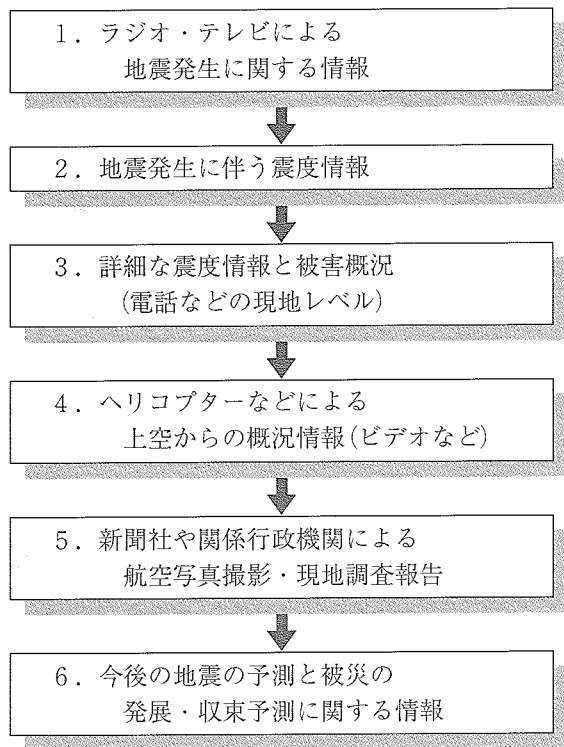 1．ラジオ・テレビによる
地震発生に関する情報
2．地震発生に伴う震度情報
3．詳細な震度情報と被害概況
(電話などの現地レベル)
4．ヘリコプターなどによる
上空からの概況情報(ビデオなど)
5．新聞社や関係行政機関による
航空写真撮影・現地調査報告
6．今後の地震の予測と被災の
発展・収束予測に関する情報